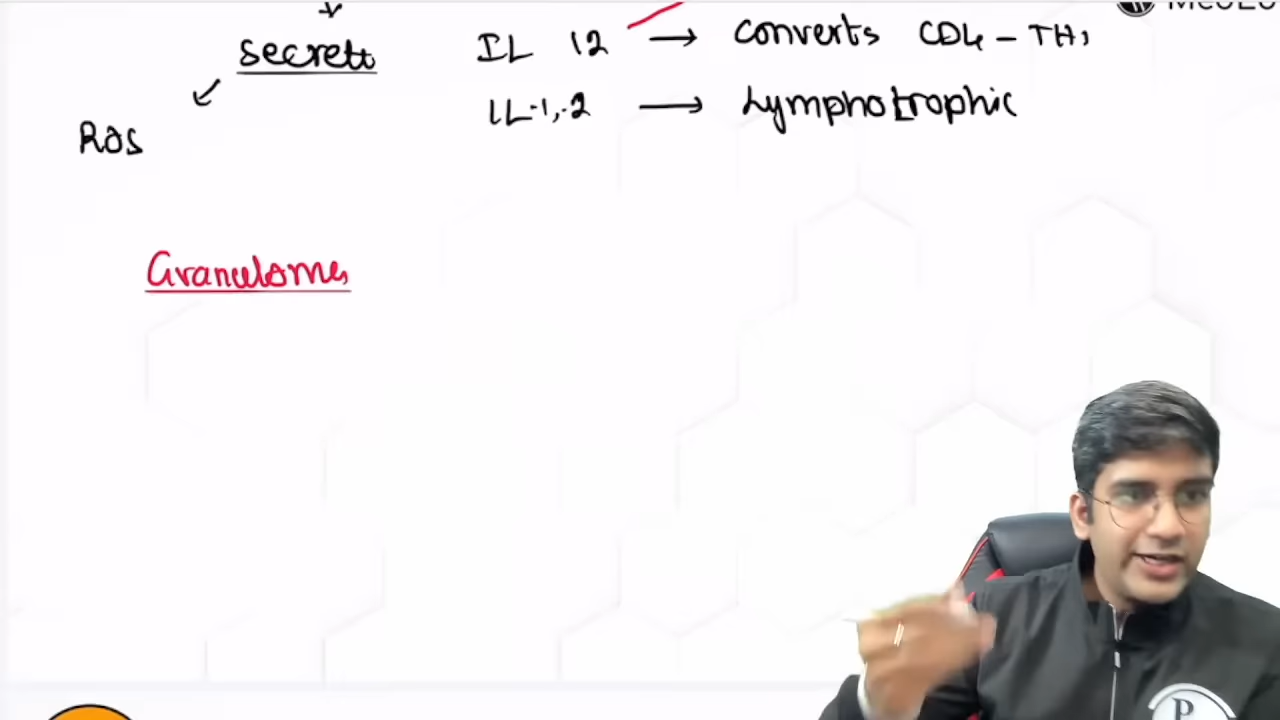 secrete
IL 12 → converts CD4 - TH1
IL-1,-2 → Lymphotrophic
ROS
Granuloma
P